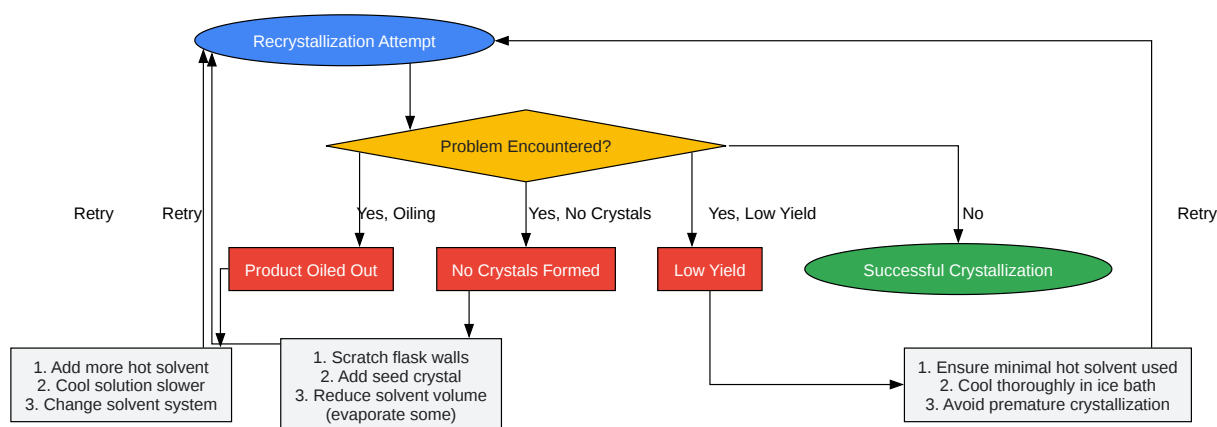 Recrystallization Attempt
Problem Encountered?
Retry
Retry
Yes, Oiling
Yes, No Crystals
Yes, Low Yield
No
Retry
Product Oiled Out
No Crystals Formed
Low Yield
Successful Crystallization
1. Add more hot solvent
2. Cool solution slower
3. Change solvent system
1. Scratch flask walls
2. Add seed crystal
3. Reduce solvent volume
(evaporate some)
1. Ensure minimal hot solvent used
2. Cool thoroughly in ice bath
3. Avoid premature crystallization